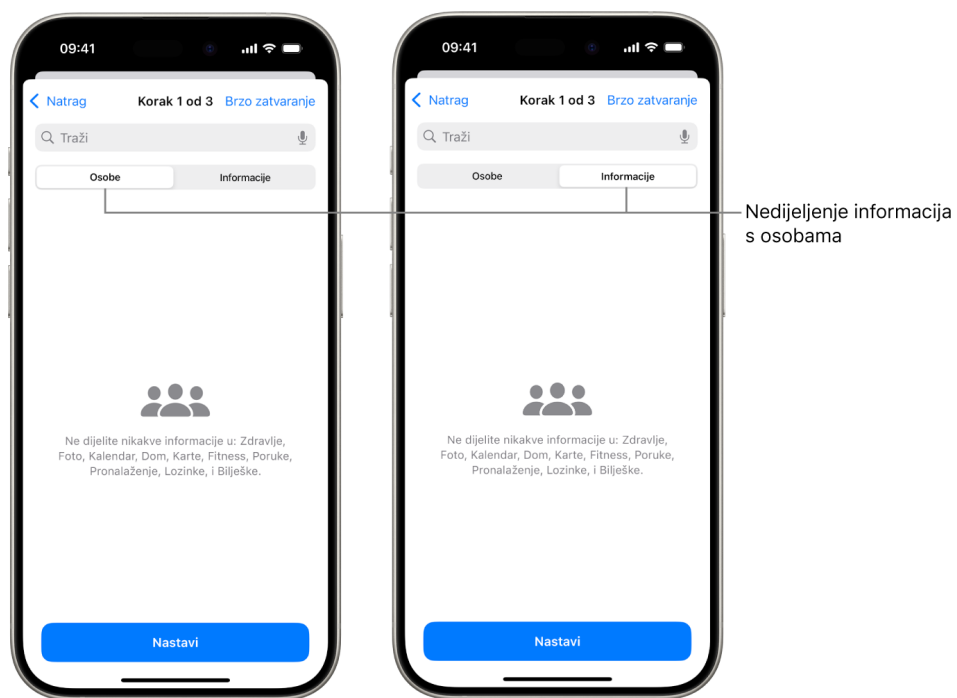 09:41
Natrag Korak 1 od 3 Brzo zatvaranje
Traži
Osobe Informacije
Ne dijelite nikakve informacije u: Zdravlje,
Foto, Kalendar, Dom, Karte, Fitness, Poruke,
Pronalaženje, Lozinke, i Bilješke.
Nastavi
09:41
Natrag Korak 1 od 3 Brzo zatvaranje
Traži
Osobe Informacije
Ne dijelite nikakve informacije u: Zdravlje,
Foto, Kalendar, Dom, Karte, Fitness, Poruke,
Pronalaženje, Lozinke, i Bilješke.
Nastavi
Nedijeljenje informacija
s osobama